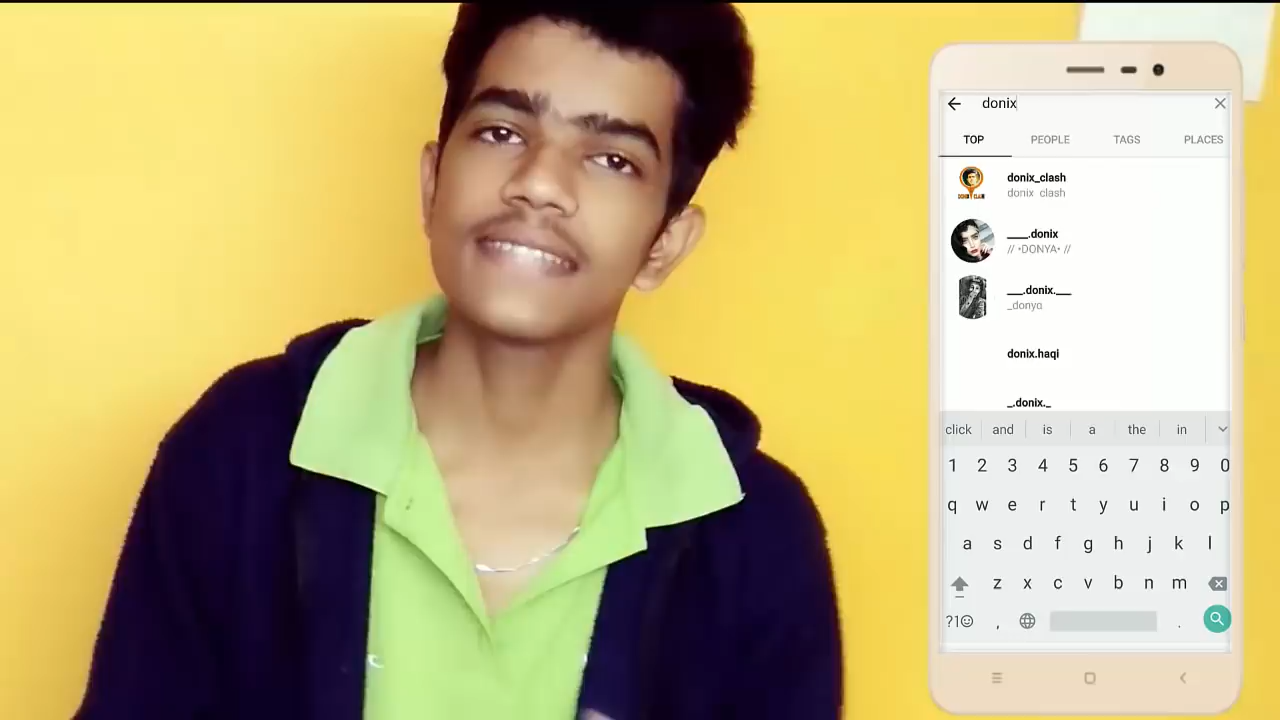 donix
TOP PEOPLE TAGS PLACES
donix_clash
donix clash
____.donix
// •DONYA• //
___.donix.___
_donya
donix.haqi
_.donix._
click and is a the in
1 2 3 4 5 6 7 8 9 0
q w e r t y u i o p
a s d f g h j k l
z x c v b n m
?1☺ , .